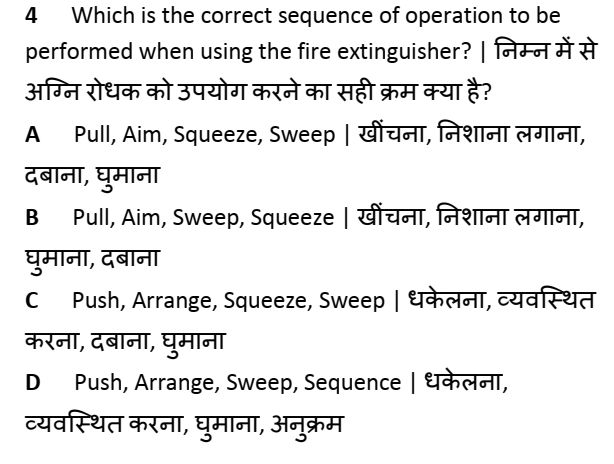 4 Which is the correct sequence of operation to be
performed when using the fire extinguisher? | निम्न में से
अग्नि रोधक को उपयोग करने का सही क्रम क्या है?
A Pull, Aim, Squeeze, Sweep | खींचना, निशाना लगाना,
दबाना, घुमाना
B Pull, Aim, Sweep, Squeeze | खींचना, निशाना लगाना,
घुमाना, दबाना
C Push, Arrange, Squeeze, Sweep | धकेलना, व्यवस्थित
करना, दबाना, घुमाना
D Push, Arrange, Sweep, Sequence | धकेलना,
व्यवस्थित करना, घुमाना, अनुक्रम